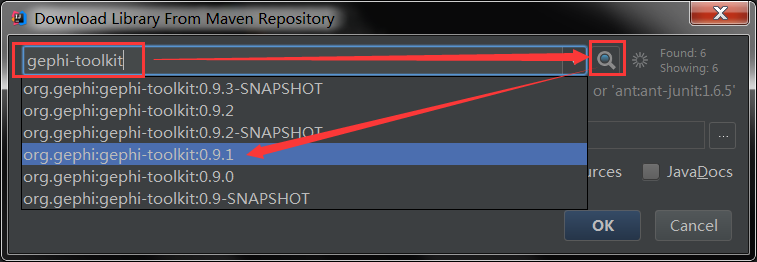 Download Library From Maven Repository
gephi-toolkit
Found: 6
Showing: 6
org.gephi:gephi-toolkit:0.9.3-SNAPSHOT
or 'ant:ant-junit:1.6.5'
org.gephi:gephi-toolkit:0.9.2
org.gephi:gephi-toolkit:0.9.2-SNAPSHOT
...
org.gephi:gephi-toolkit:0.9.1
org.gephi:gephi-toolkit:0.9.0
urces
JavaDocs
org.gephi:gephi-toolkit:0.9-SNAPSHOT
OK
Cancel